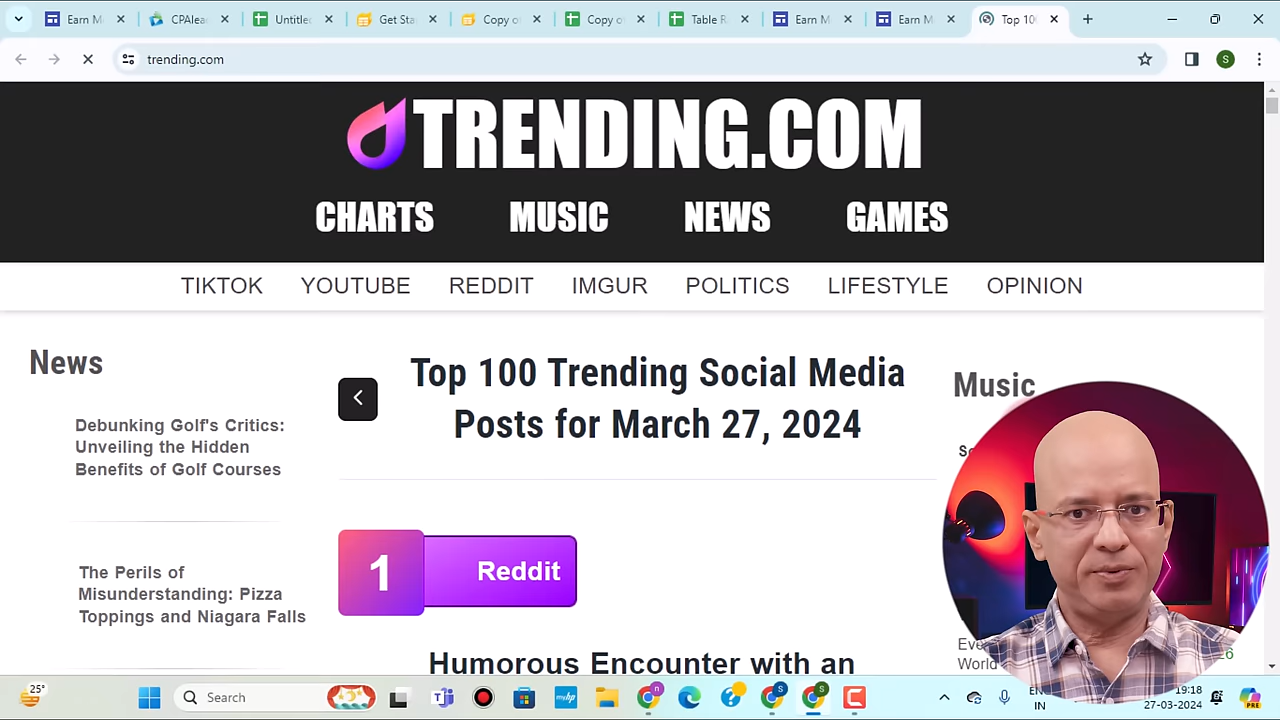 Earn M
CPAlea
Untitle
Get Sta
Copy o
Copy o
Table R
Earn M
Earn M
Top 10
trending.com
TRENDING.COM
CHARTS MUSIC NEWS GAMES
TIKTOK YOUTUBE REDDIT IMGUR POLITICS LIFESTYLE OPINION
News
Debunking Golf's Critics:
Unveiling the Hidden
Benefits of Golf Courses
The Perils of
Misunderstanding: Pizza
Toppings and Niagara Falls
Top 100 Trending Social Media
Posts for March 27, 2024
1
Reddit
Humorous Encounter with an
Music
World
25°
Search
IN
19:18
27-03-2024
PRE